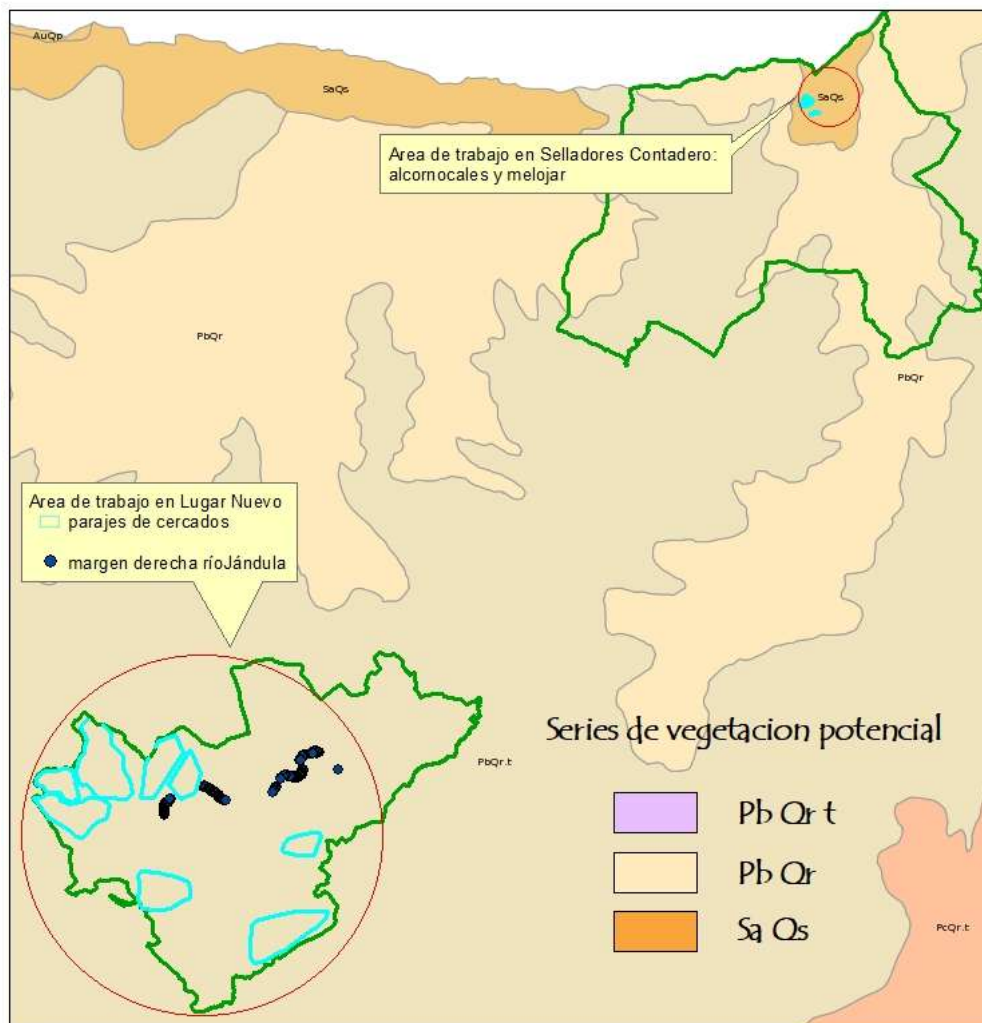 AuQp
SaQs
SaQs
Area de trabajo en Selladores Contadero:
alcornocales y melojar
PbQr
PbQr
Area de trabajo en Lugar Nuevo
parajes de cercados
margen derecha ríoJándula
PbQr.t
Series de vegetacion potencial
Pb Qr t
Pb Qr
Sa Qs
PcQr.t